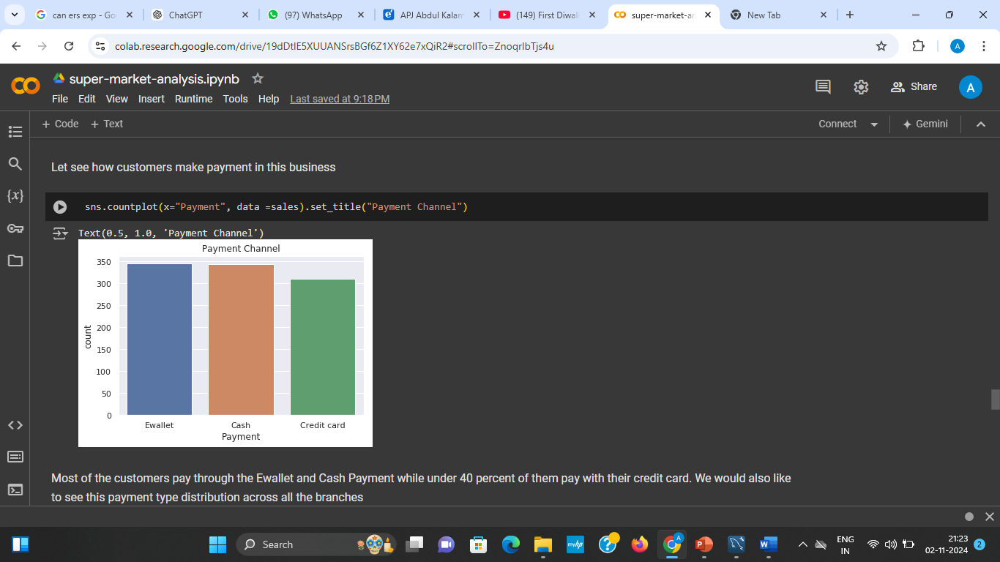 can ers exp - Go
ChatGPT
(97) WhatsApp
APJ Abdul Kalam
(149) First Diwali
super-market-an
New Tab
colab.research.google.com/drive/19dDtlE5XUUANSrsBGf6Z1XY62e7xQiR2#scrollTo=ZnoqrIbTjs4u
A
super-market-analysis.ipynb
File Edit View Insert Runtime Tools Help Last saved at 9:18 PM
Share
A
+ Code + Text
Connect
Gemini
Let see how customers make payment in this business
sns.countplot(x="Payment", data =sales).set_title("Payment Channel")
Text(0.5, 1.0, 'Payment Channel')
Payment Channel
350
300
250
200
150
100
50
0
count
Ewallet Cash Credit card
Payment
Most of the customers pay through the Ewallet and Cash Payment while under 40 percent of them pay with their credit card. We would also like
to see this payment type distribution across all the branches
Search
myhp
A
ENG
IN
21:23
02-11-2024
2